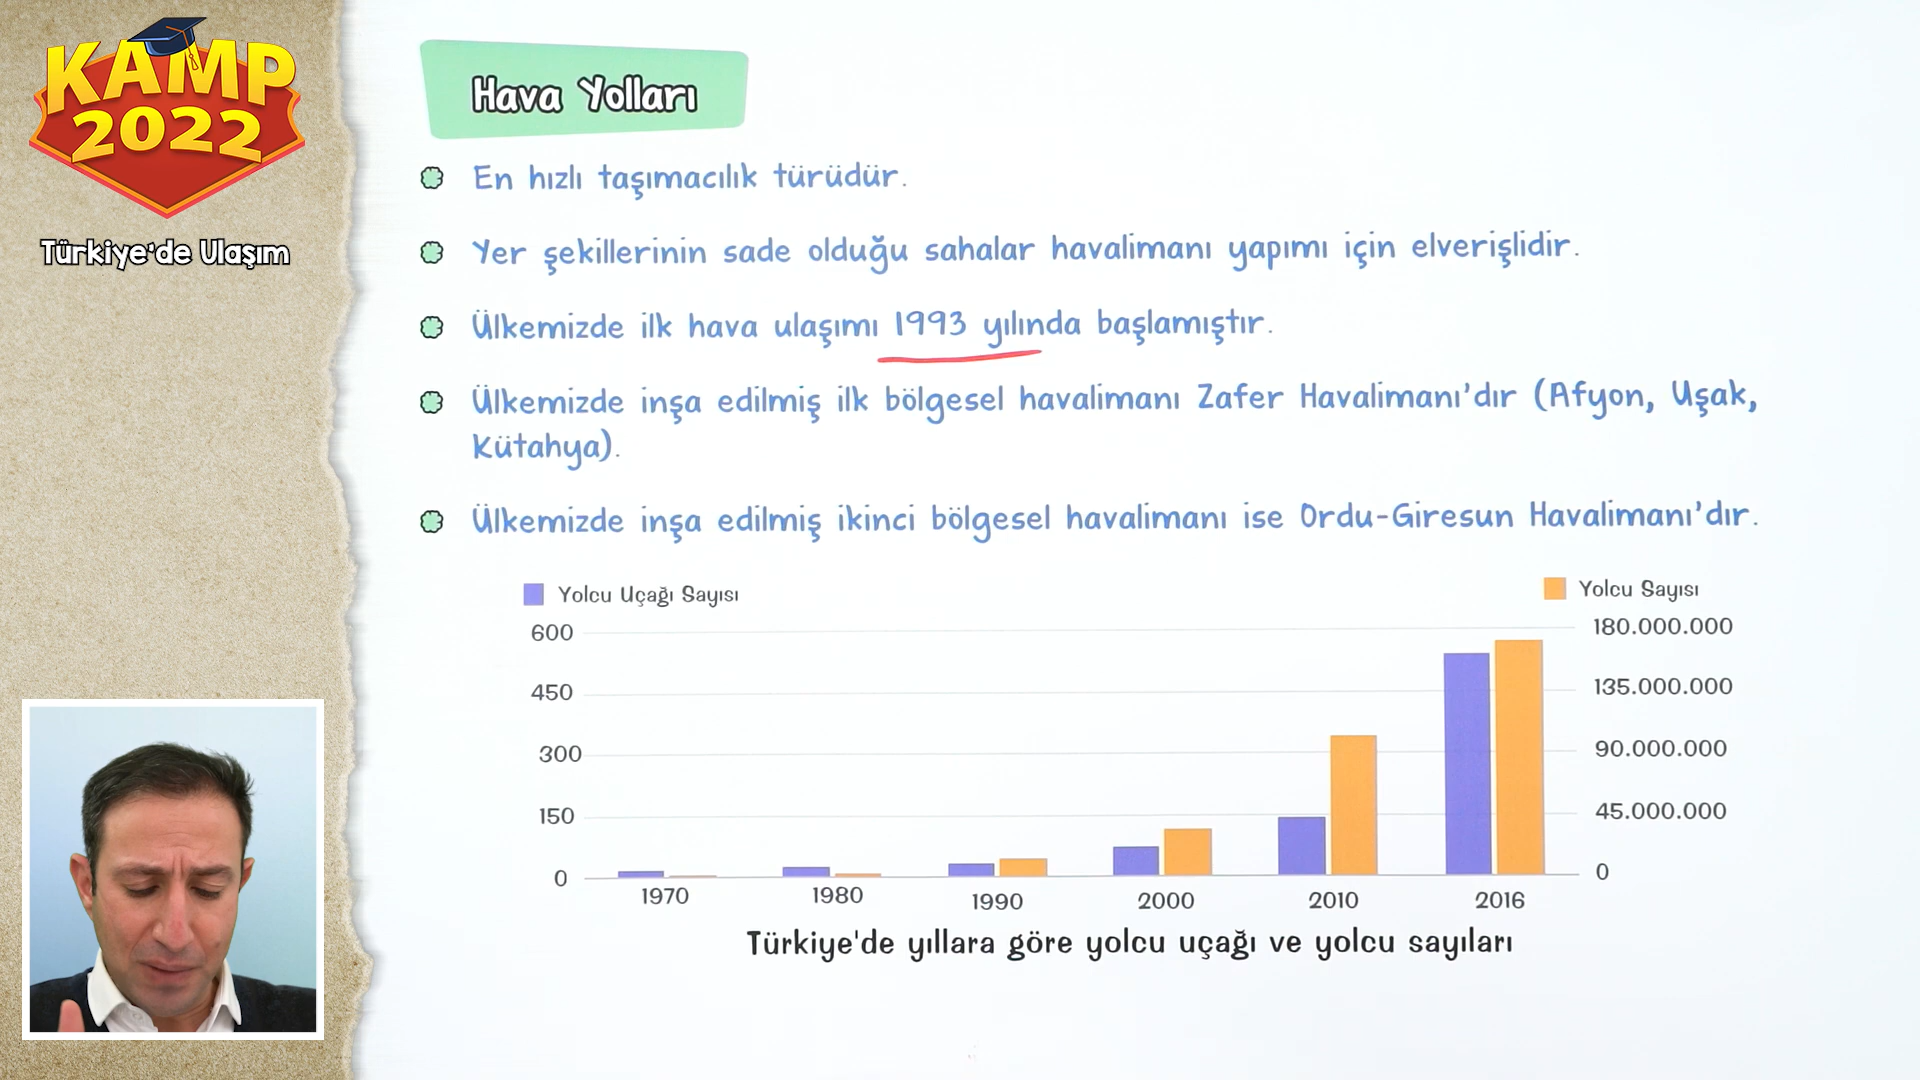 KAMP
2022
Türkiye'de Ulaşım
Hava Yolları
En hızlı taşımacılık türüdür.
Yer şekillerinin sade olduğu sahalar havalimanı yapımı için elverişlidir.
Ülkemizde ilk hava ulaşımı 1993 yılında başlamıştır.
Ülkemizde inşa edilmiş ilk bölgesel havalimanı Zafer Havalimanı'dır (Afyon, Uşak,
Kütahya).
Ülkemizde inşa edilmiş ikinci bölgesel havalimanı ise Ordu-Giresun Havalimanı'dır.
Yolcu Uçağı Sayısı
Yolcu Sayısı
600
180.000.000
450
135.000.000
300
90.000.000
150
45.000.000
0
0
1970
1980
1990
2000
2010
2016
Türkiye'de yıllara göre yolcu uçağı ve yolcu sayıları